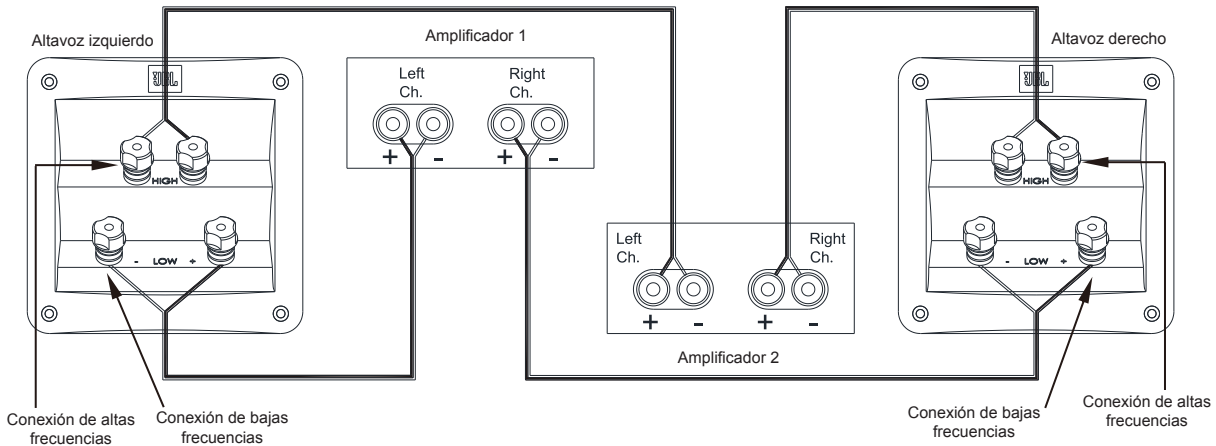 Altavoz izquierdo
JBL
HIGH
- LOW +
Conexión de altas
frecuencias
Conexión de bajas
frecuencias
Amplificador 1
Left
Ch.
Right
Ch.
+ - + -
Left
Ch.
Right
Ch.
+ - + -
Amplificador 2
Altavoz derecho
JBL
HIGH
- LOW +
Conexión de bajas
frecuencias
Conexión de altas
frecuencias